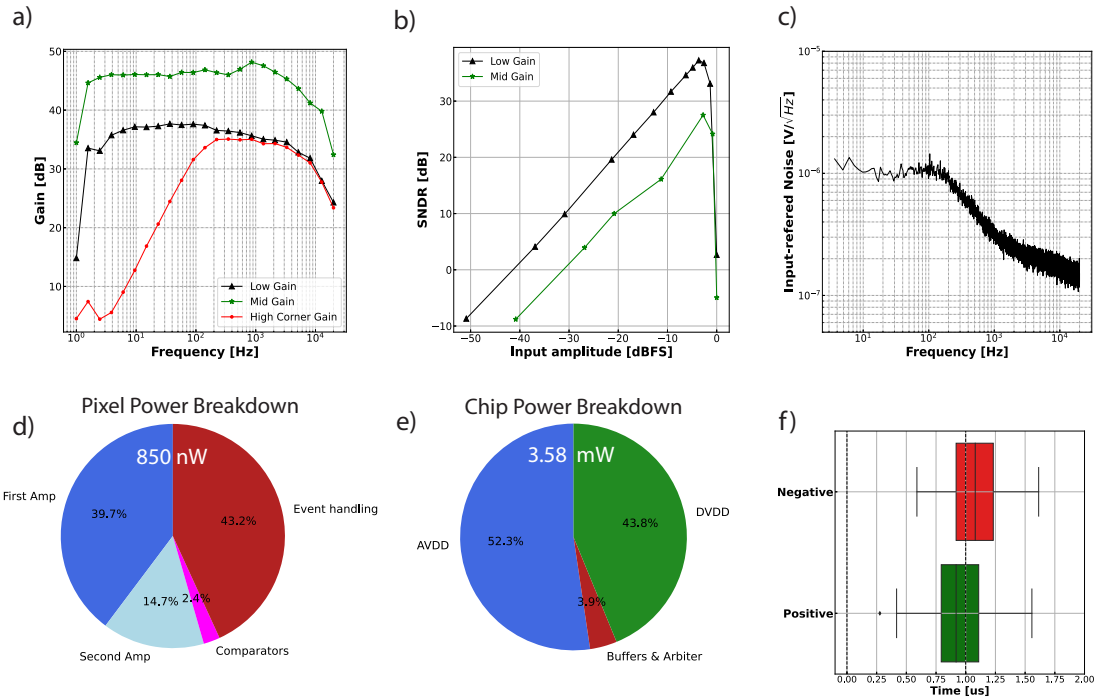 a)
50
40
30
20
10
Gain [dB]
Low Gain
Mid Gain
High Corner Gain
10^0
10^1
10^2
10^3
10^4
Frequency [Hz]
b)
Low Gain
Mid Gain
30
20
10
0
−10
SNDR [dB]
−50
−40
−30
−20
−10
0
Input amplitude [dBFS]
c)
10^-5
10^-6
10^-7
Input-refered Noise [V/√Hz]
10^1
10^2
10^3
10^4
Frequency [Hz]
d)
Pixel Power Breakdown
850 nW
First Amp
39.7%
Event handling
43.2%
14.7%
2.4%
Second Amp
Comparators
e)
Chip Power Breakdown
3.58 mW
AVDD
52.3%
DVDD
43.8%
3.9%
Buffers & Arbiter
f)
Negative
Positive
0.00
0.25
0.50
0.75
1.00
1.25
1.50
1.75
2.00
Time [us]